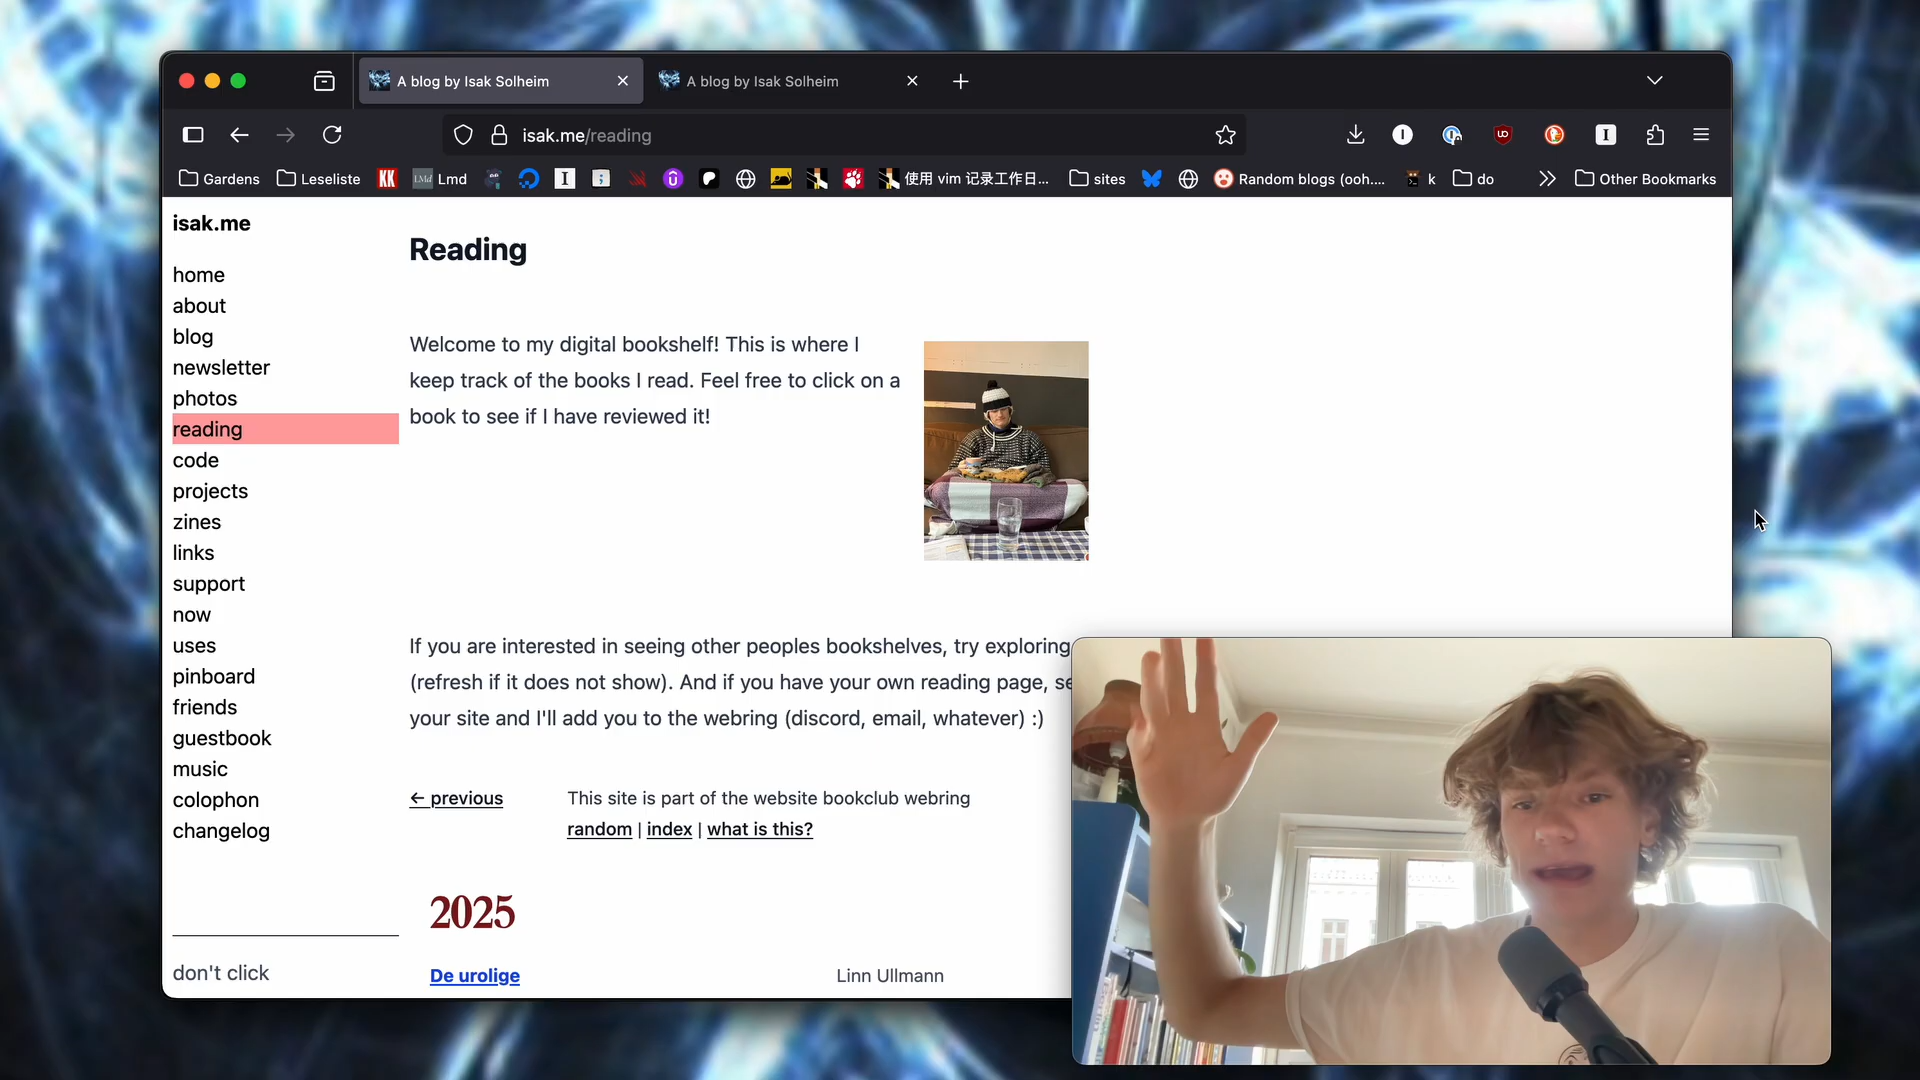 A blog by Isak Solheim
A blog by Isak Solheim
isak.me/reading
Gardens
Leseliste
KK
LMd
Lmd
使用 vim 记录工作日...
sites
Random blogs (ooh....
k
do
Other Bookmarks
isak.me
home
about
blog
newsletter
photos
reading
code
projects
zines
links
support
now
uses
pinboard
friends
guestbook
music
colophon
changelog
don't click
Reading
Welcome to my digital bookshelf! This is where I
keep track of the books I read. Feel free to click on a
book to see if I have reviewed it!
If you are interested in seeing other peoples bookshelves, try exploring
(refresh if it does not show). And if you have your own reading page, se
your site and I'll add you to the webring (discord, email, whatever) :)
← previous
This site is part of the website bookclub webring
random | index | what is this?
2025
De urolige
Linn Ullmann